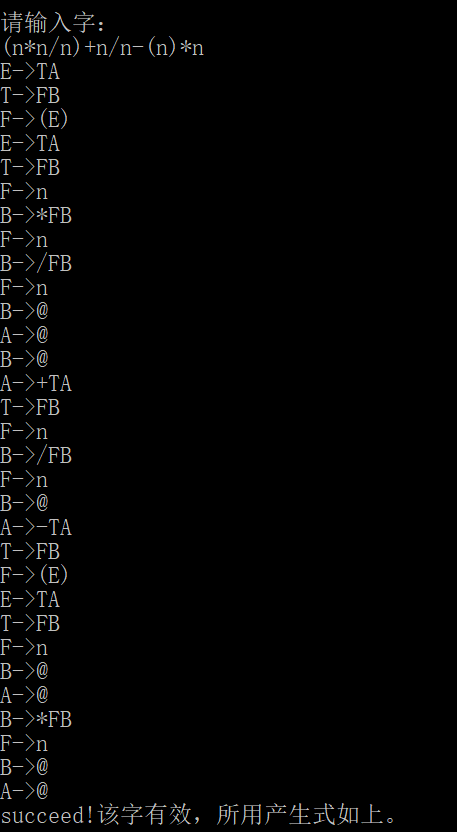 请输入字:
(n*n/n)+n/n-(n)*n
E->TA
T->FB
F->(E)
E->TA
T->FB
F->n
B->*FB
F->n
B->/FB
F->n
B->@
A->@
B->@
A->+TA
T->FB
F->n
B->/FB
F->n
B->@
A->-TA
T->FB
F->(E)
E->TA
T->FB
F->n
B->@
A->@
B->*FB
F->n
B->@
A->@
succeed!该字有效，所用产生式如上。